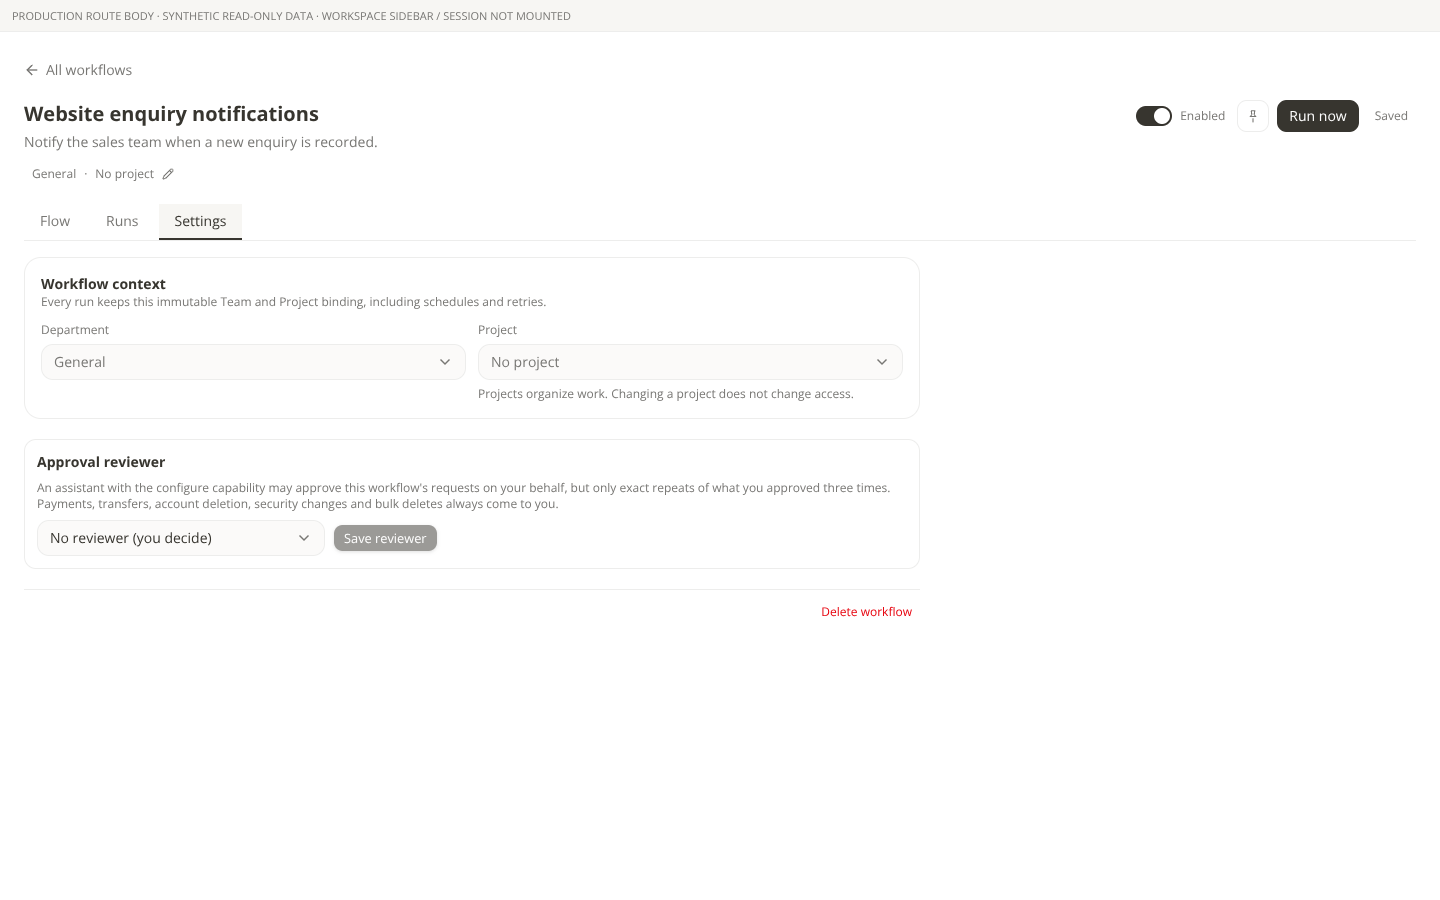 PRODUCTION ROUTE BODY · SYNTHETIC READ-ONLY DATA · WORKSPACE SIDEBAR / SESSION NOT MOUNTED
All workflows
Website enquiry notifications
Enabled
Run now
Saved
Notify the sales team when a new enquiry is recorded.
General · No project
Flow
Runs
Settings
Workflow context
Every run keeps this immutable Team and Project binding, including schedules and retries.
Department
Project
General
No project
Projects organize work. Changing a project does not change access.
Approval reviewer
An assistant with the configure capability may approve this workflow's requests on your behalf, but only exact repeats of what you approved three times.
Payments, transfers, account deletion, security changes and bulk deletes always come to you.
No reviewer (you decide)
Save reviewer
Delete workflow